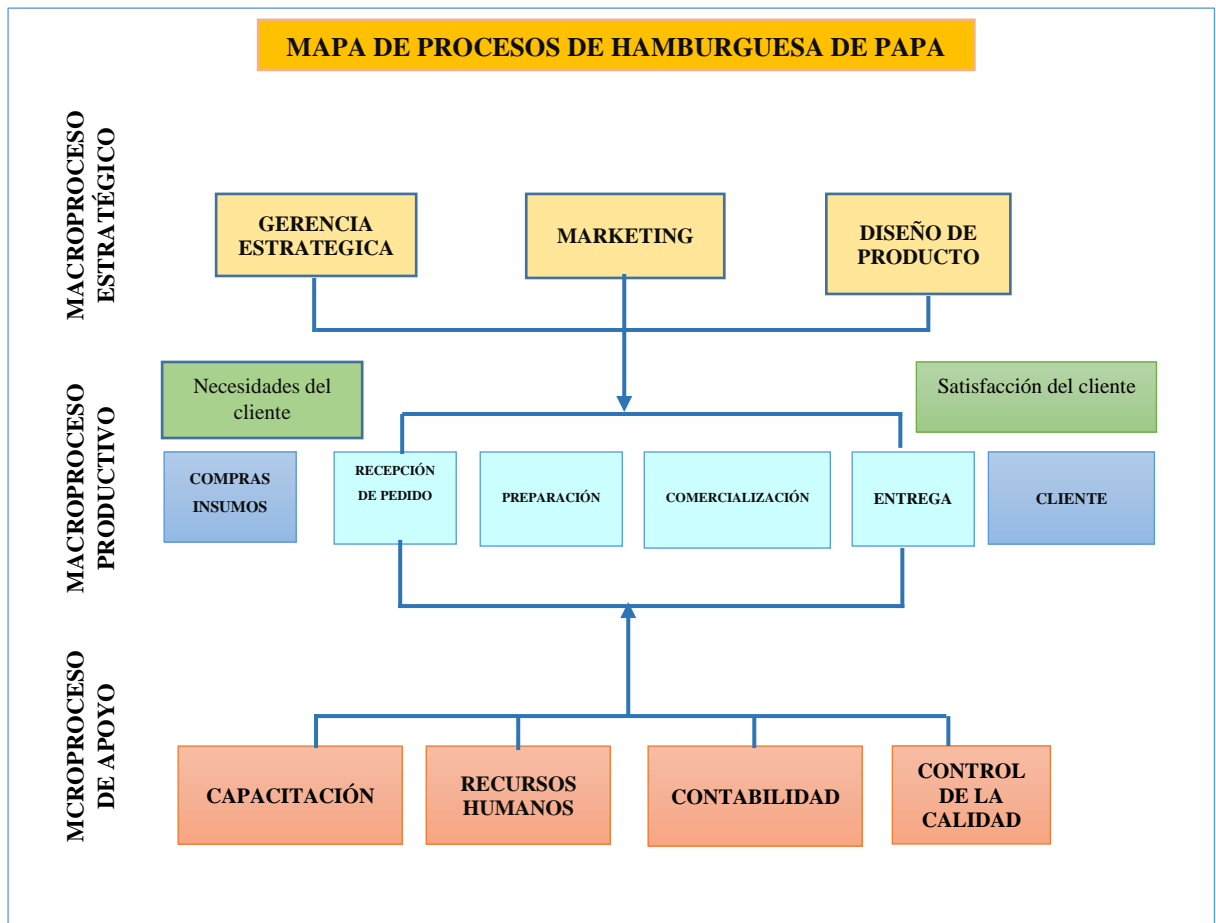 MAPA DE PROCESOS DE HAMBURGUESA DE PAPA
MACROPROCESO
ESTRATÉGICO
GERENCIA
ESTRATEGICA
MARKETING
DISEÑO DE
PRODUCTO
MACROPROCESO
PRODUCTIVO
Necesidades del
cliente
Satisfacción del cliente
COMPRAS
INSUMOS
RECEPCIÓN
DE PEDIDO
PREPARACIÓN
COMERCIALIZACIÓN
ENTREGA
CLIENTE
MCROPROCESO
DE APOYO
CAPACITACIÓN
RECURSOS
HUMANOS
CONTABILIDAD
CONTROL
DE LA
CALIDAD